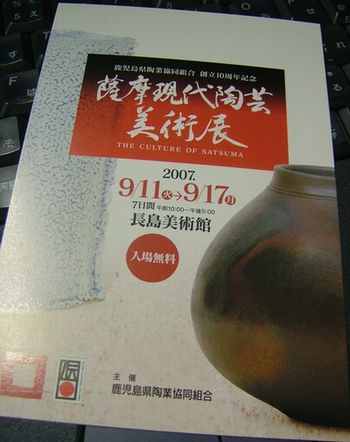 鹿児島県陶業協同組合 創立10周年記念
薩摩現代陶芸
美術展
THE CULTURE OF SATSUMA
2007.
9/11火→9/17月
7日間 午前10:00~午後5:00
長島美術館
入場無料
主催
鹿児島県陶業協同組合